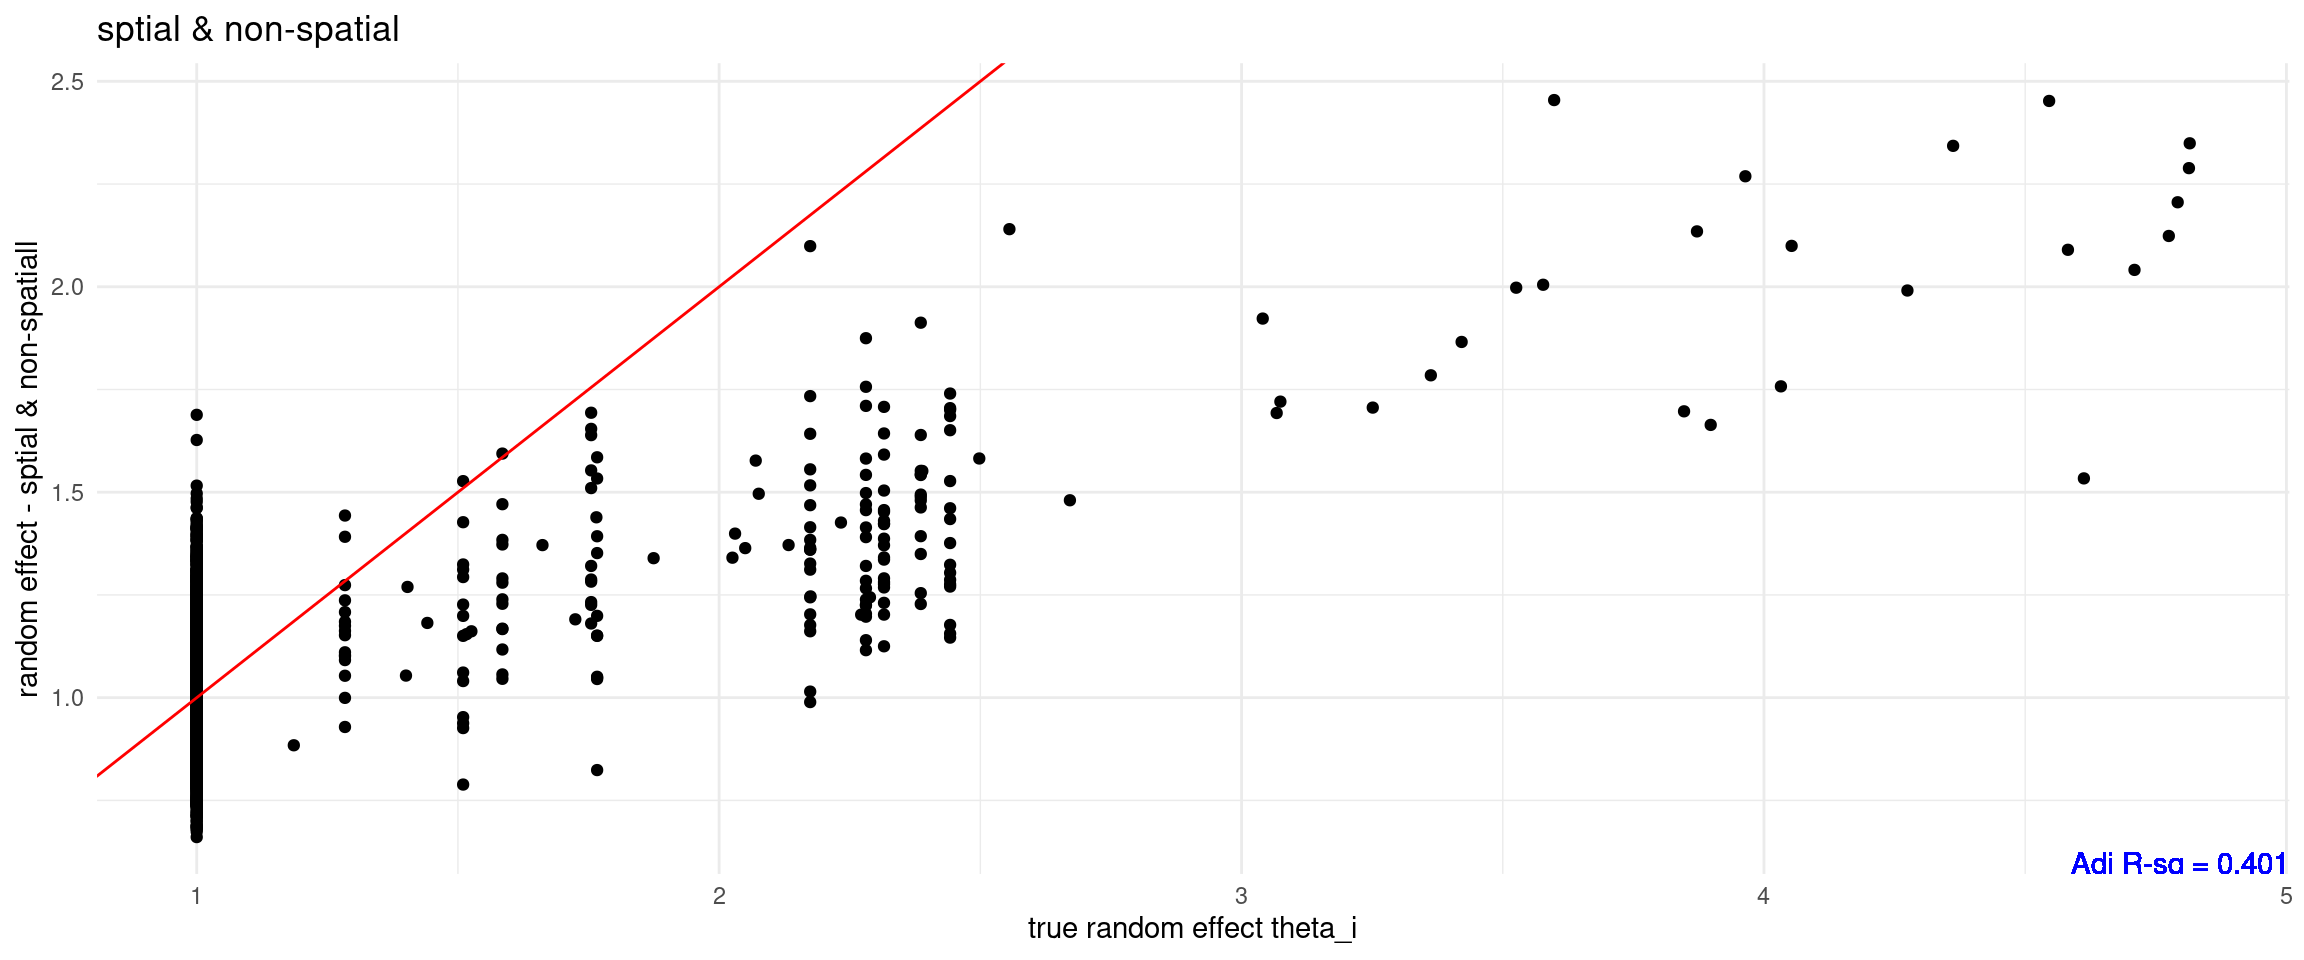 sptial & non-spatial
random effect - sptial & non-spatiall
2.5
2.0
1.5
1.0
Adj R-sq = 0.401
1
2
3
4
5
true random effect theta_i